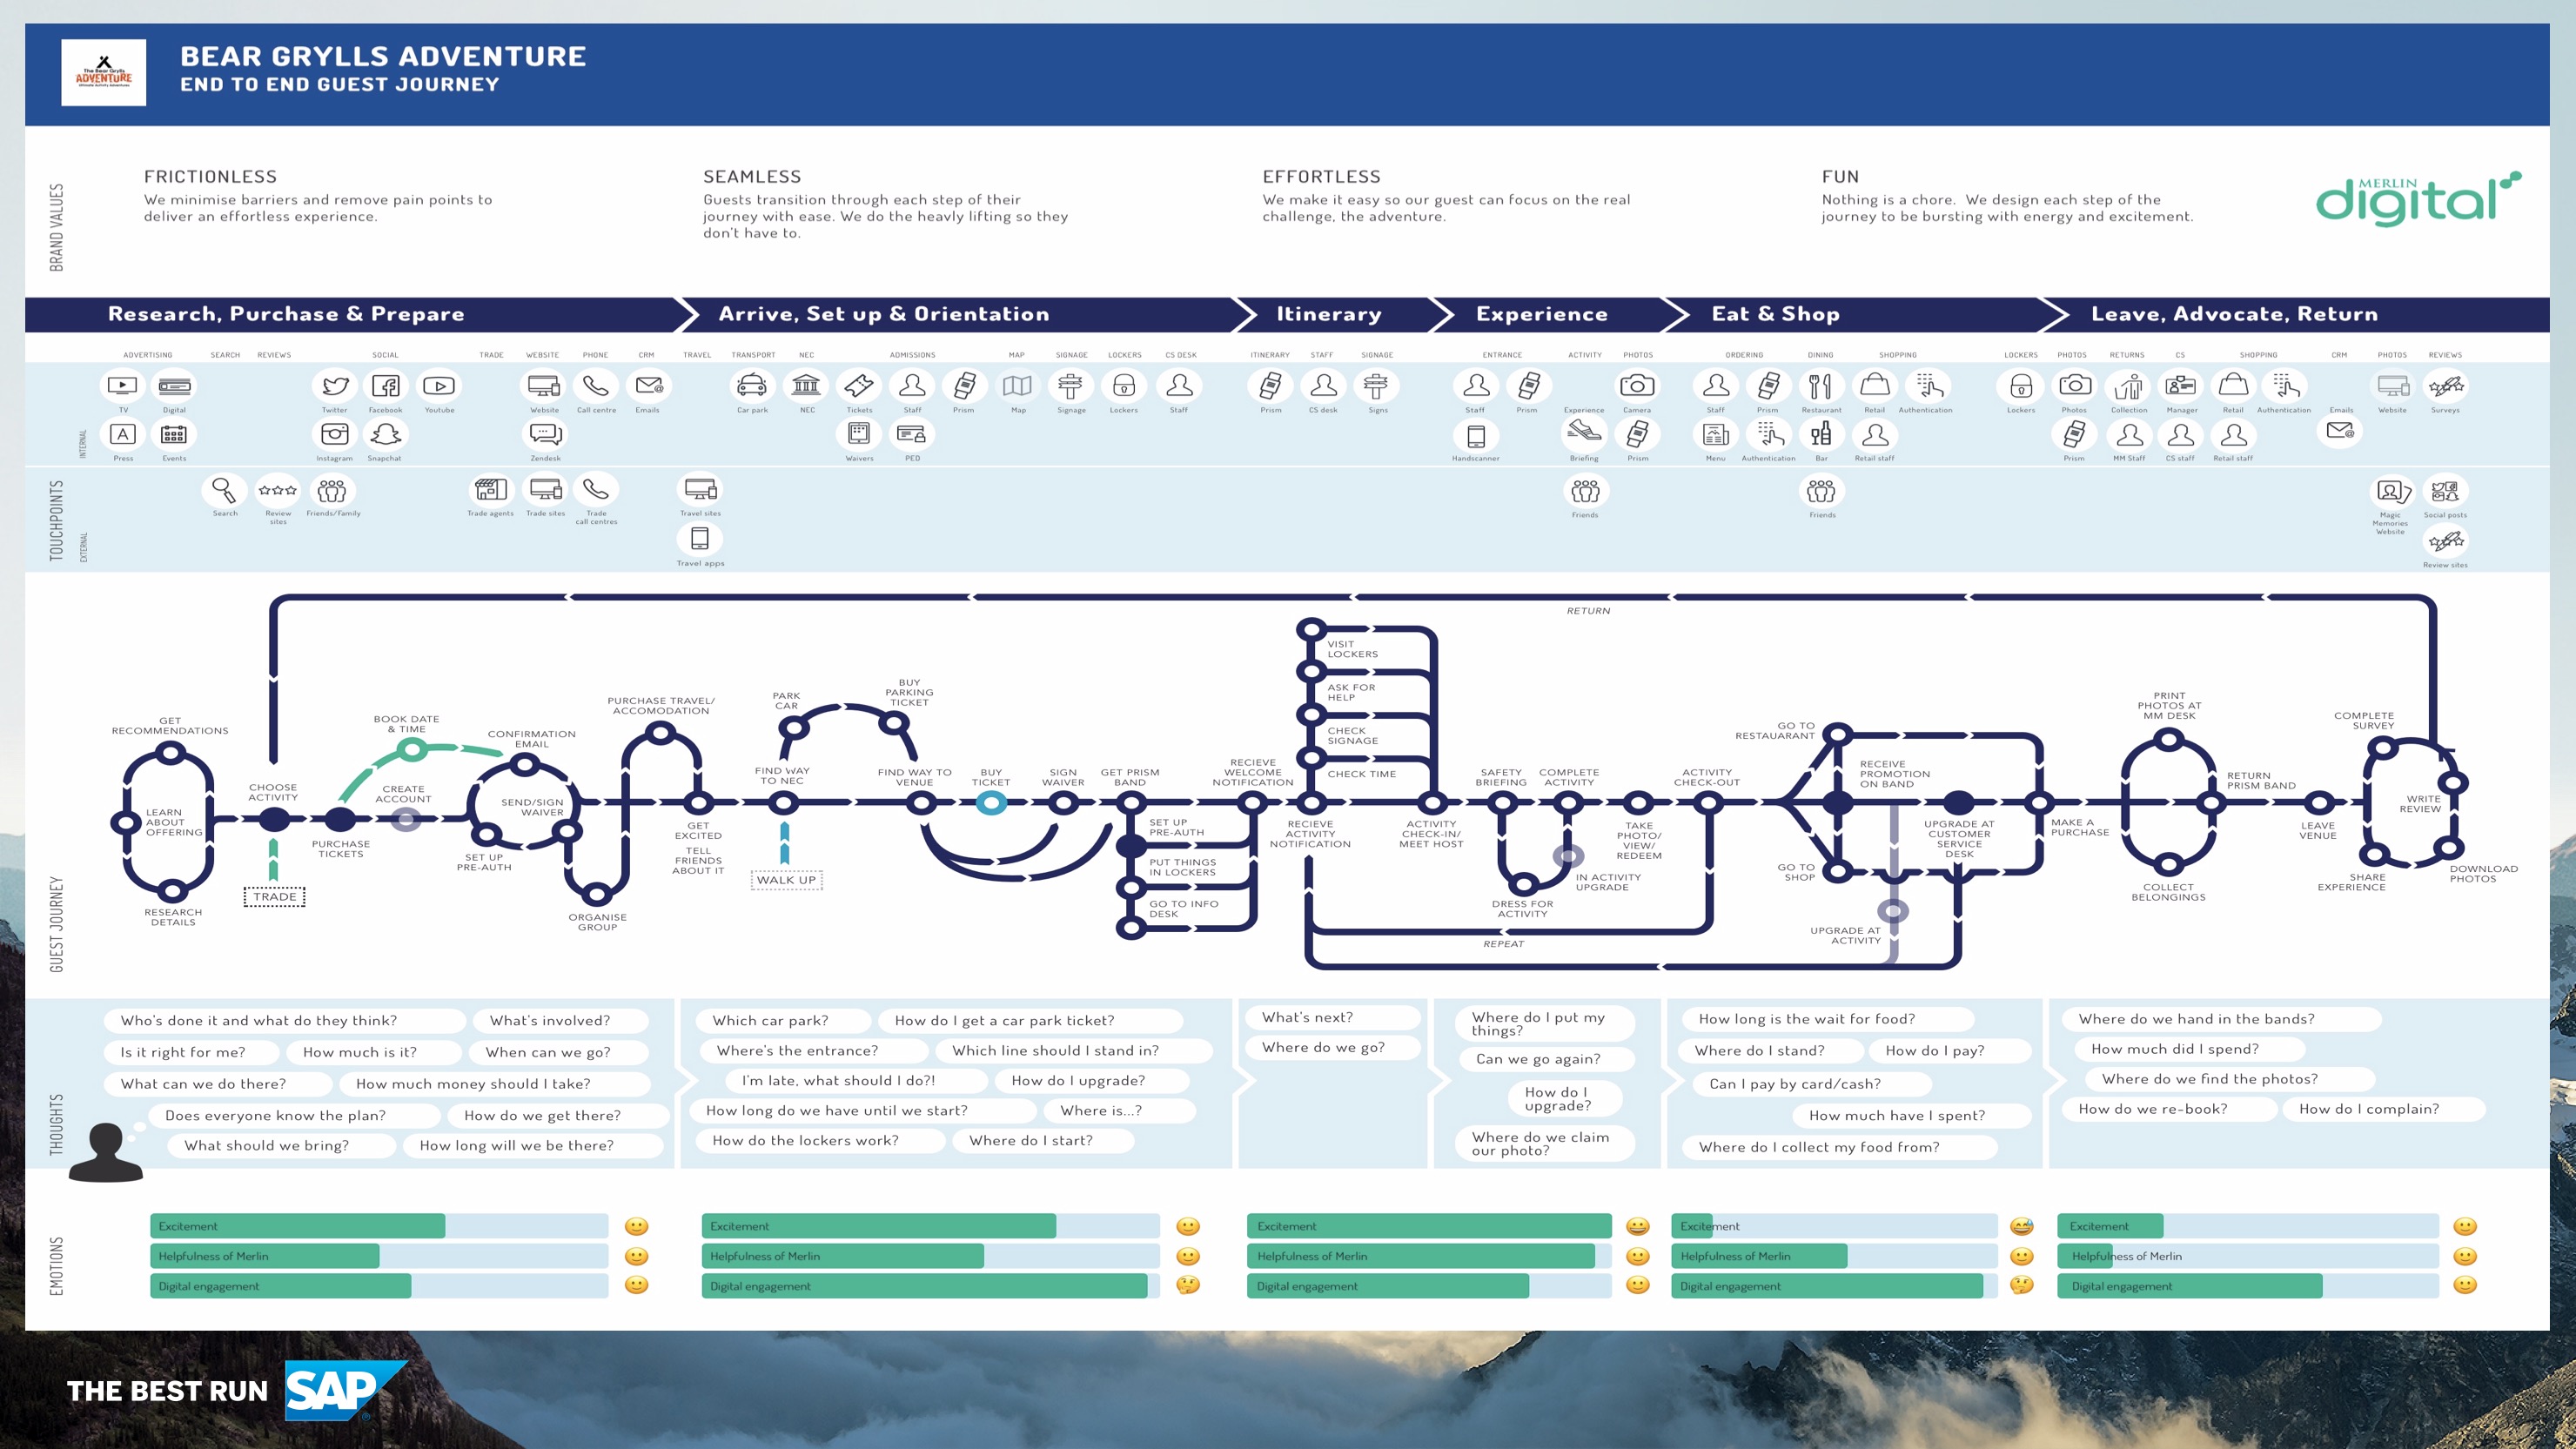 The Bear Grylls
ADVENTURE
Ultimate Activity Adventures
BEAR GRYLLS ADVENTURE
END TO END GUEST JOURNEY
BRAND VALUES
FRICTIONLESS
We minimise barriers and remove pain points to
deliver an effortless experience.
SEAMLESS
Guests transition through each step of their
journey with ease. We do the heavly lifting so they
don't have to.
EFFORTLESS
We make it easy so our guest can focus on the real
challenge, the adventure.
FUN
Nothing is a chore. We design each step of the
journey to be bursting with energy and excitement.
MERLIN
digital
Research, Purchase & Prepare
Arrive, Set up & Orientation
Itinerary
Experience
Eat & Shop
Leave, Advocate, Return
ADVERTISING SEARCH REVIEWS SOCIAL TRADE WEBSITE PHONE CRM TRAVEL TRANSPORT NEC ADMISSIONS MAP SIGNAGE LOCKERS CS DESK ITINERARY STAFF SIGNAGE ENTRANCE ACTIVITY PHOTOS ORDERING DINING SHOPPING LOCKERS PHOTOS RETURNS CS SHOPPING CRM PHOTOS REVIEWS
TOUCHPOINTS
INTERNAL
TV Digital Twitter Facebook Youtube Website Call centre Emails Car park NEC Tickets Staff Prism Map Signage Lockers Staff Prism CS desk Signs Staff Prism Experience Camera Staff Prism Restaurant Retail Authentication Lockers Photos Collection Manager Retail Authentication Emails Website Surveys
A
Press Events Instagram Snapchat Zendesk Waivers PED Handscanner Briefing Prism Menu Authentication Bar Retail staff Prism MM Staff CS staff Retail staff
EXTERNAL
Search Review
sites Friends/Family Trade agents Trade sites Trade
call centres Travel sites Friends Friends Magic
Memories
Website Social posts
Travel apps Review sites
GUEST JOURNEY
RETURN
GET
RECOMMENDATIONS
LEARN
ABOUT
OFFERING
RESEARCH
DETAILS
CHOOSE
ACTIVITY
TRADE
PURCHASE
TICKETS
BOOK DATE
& TIME
CREATE
ACCOUNT
CONFIRMATION
EMAIL
SEND/SIGN
WAIVER
SET UP
PRE-AUTH
ORGANISE
GROUP
PURCHASE TRAVEL/
ACCOMODATION
GET
EXCITED
TELL
FRIENDS
ABOUT IT
PARK
CAR
BUY
PARKING
TICKET
FIND WAY
TO NEC
WALK UP
FIND WAY TO
VENUE
BUY
TICKET
SIGN
WAIVER
GET PRISM
BAND
SET UP
PRE-AUTH
PUT THINGS
IN LOCKERS
GO TO INFO
DESK
RECIEVE
WELCOME
NOTIFICATION
VISIT
LOCKERS
ASK FOR
HELP
CHECK
SIGNAGE
CHECK TIME
RECIEVE
ACTIVITY
NOTIFICATION
ACTIVITY
CHECK-IN/
MEET HOST
SAFETY
BRIEFING
COMPLETE
ACTIVITY
DRESS FOR
ACTIVITY
IN ACTIVITY
UPGRADE
TAKE
PHOTO/
VIEW/
REDEEM
ACTIVITY
CHECK-OUT
REPEAT
GO TO
RESTAUARANT
RECEIVE
PROMOTION
ON BAND
GO TO
SHOP
UPGRADE AT
ACTIVITY
UPGRADE AT
CUSTOMER
SERVICE
DESK
MAKE A
PURCHASE
PRINT
PHOTOS AT
MM DESK
COLLECT
BELONGINGS
RETURN
PRISM BAND
LEAVE
VENUE
COMPLETE
SURVEY
WRITE
REVIEW
SHARE
EXPERIENCE
DOWNLOAD
PHOTOS
THOUGHTS
Who's done it and what do they think?
What's involved?
Is it right for me?
How much is it?
When can we go?
What can we do there?
How much money should I take?
Does everyone know the plan?
How do we get there?
What should we bring?
How long will we be there?
Which car park?
How do I get a car park ticket?
Where's the entrance?
Which line should I stand in?
I'm late, what should I do?!
How do I upgrade?
How long do we have until we start?
Where is...?
How do the lockers work?
Where do I start?
What's next?
Where do we go?
Where do I put my
things?
Can we go again?
How do I
upgrade?
Where do we claim
our photo?
How long is the wait for food?
Where do I stand?
How do I pay?
Can I pay by card/cash?
How much have I spent?
Where do I collect my food from?
Where do we hand in the bands?
How much did I spend?
Where do we find the photos?
How do we re-book?
How do I complain?
EMOTIONS
Excitement
Helpfulness of Merlin
Digital engagement
Excitement
Helpfulness of Merlin
Digital engagement
Excitement
Helpfulness of Merlin
Digital engagement
Excitement
Helpfulness of Merlin
Digital engagement
Excitement
Helpfulness of Merlin
Digital engagement
THE BEST RUN SAP